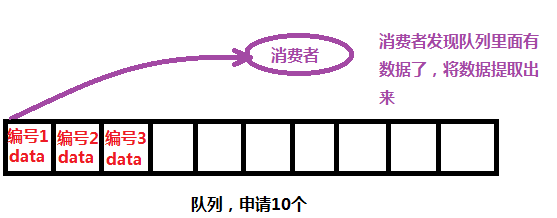 消费者
消费者发现队列里面有
数据了，将数据提取出
来
编号1
data
编号2
data
编号3
data
队列，申请10个